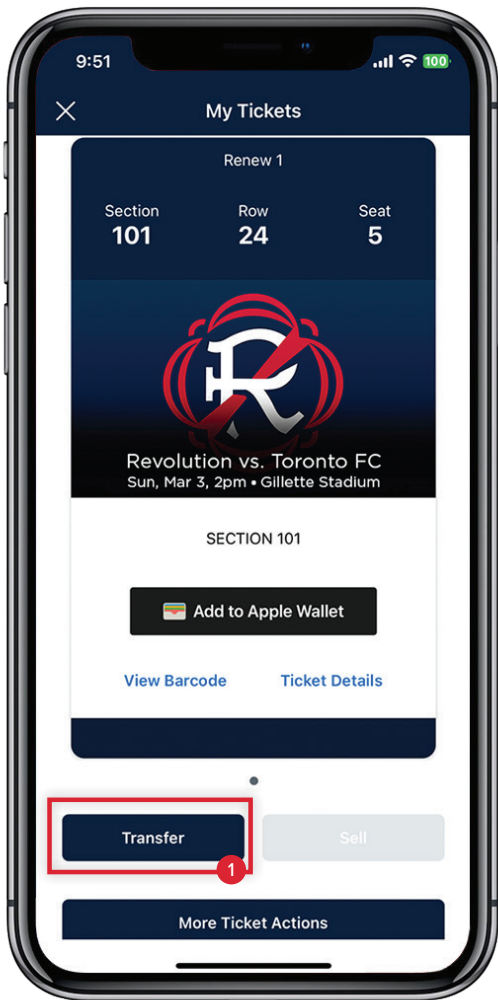 9:51
100
My Tickets
Renew 1
Section Row Seat
101 24 5
R
Revolution vs. Toronto FC
Sun, Mar 3, 2pm • Gillette Stadium
SECTION 101
Add to Apple Wallet
View Barcode Ticket Details
Transfer Sell
1
More Ticket Actions